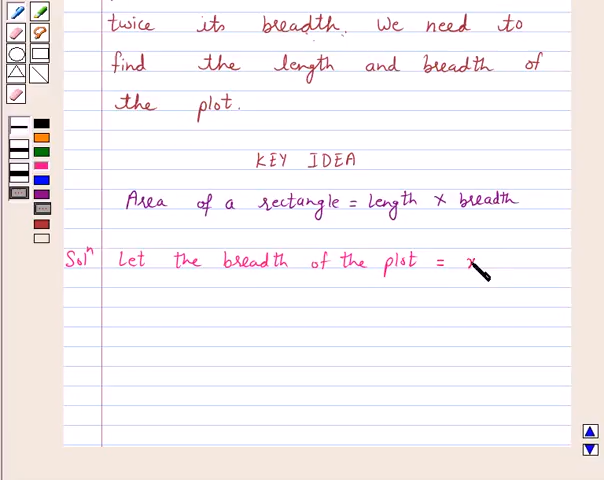 twice its breadth. We need to
find the length and breadth of
the plot.
KEY IDEA
Area of a rectangle = length × breadth
Solⁿ Let the breadth of the plot = x